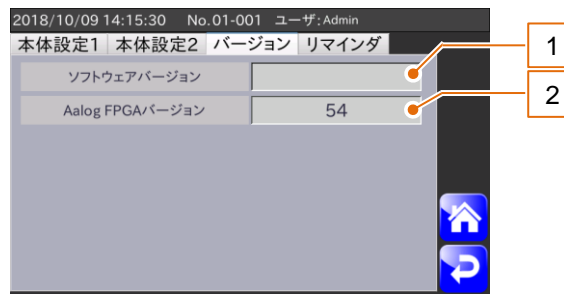 2018/10/09 14:15:30 No.01-001 ユーザ:Admin
本体設定1 本体設定2 バージョン リマインダ
ソフトウェアバージョン
1
Aalog FPGAバージョン 54
2